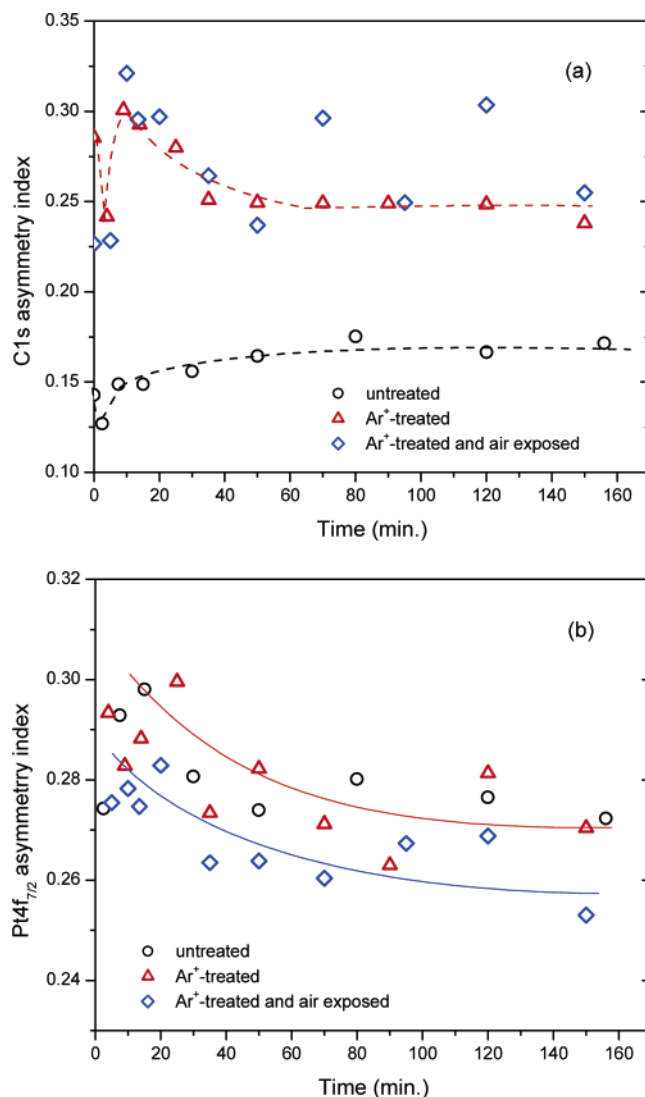 0.35
(a)
0.30
0.25
0.20
0.15
0.10
C1s asymmetry index
untreated
Ar⁺-treated
Ar⁺-treated and air exposed
0 20 40 60 80 100 120 140 160
Time (min.)
0.32
(b)
0.30
0.28
0.26
0.24
Pt4f₇/₂ asymmetrry index
untreated
Ar⁺-treated
Ar⁺-treated and air exposed
0 20 40 60 80 100 120 140 160
Time (min.)